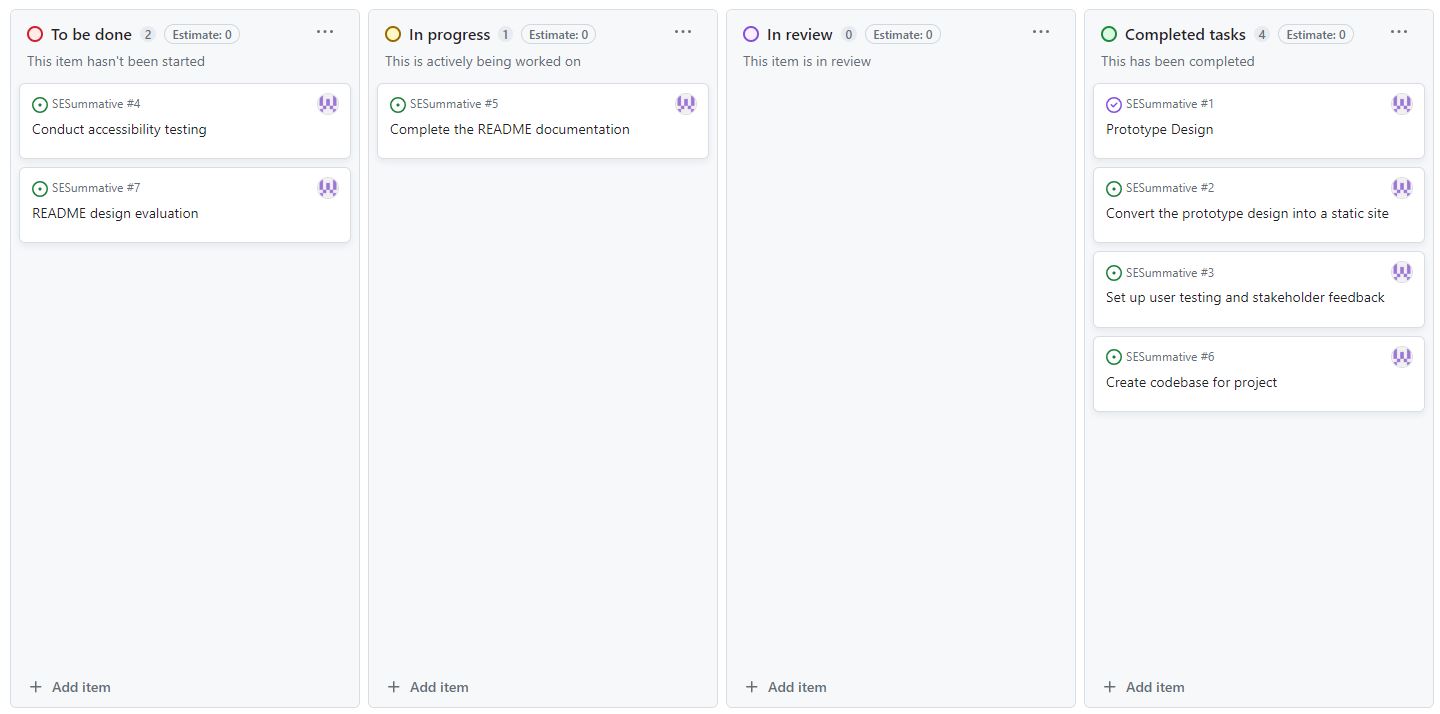 To be done 2 Estimate: 0
This item hasn't been started
SESummative #4
Conduct accessibility testing
SESummative #7
README design evaluation
+ Add item
In progress 1 Estimate: 0
This is actively being worked on
SESummative #5
Complete the README documentation
+ Add item
In review 0 Estimate: 0
This item is in review
+ Add item
Completed tasks 4 Estimate: 0
This has been completed
SESummative #1
Prototype Design
SESummative #2
Convert the prototype design into a static site
SESummative #3
Set up user testing and stakeholder feedback
SESummative #6
Create codebase for project
+ Add item